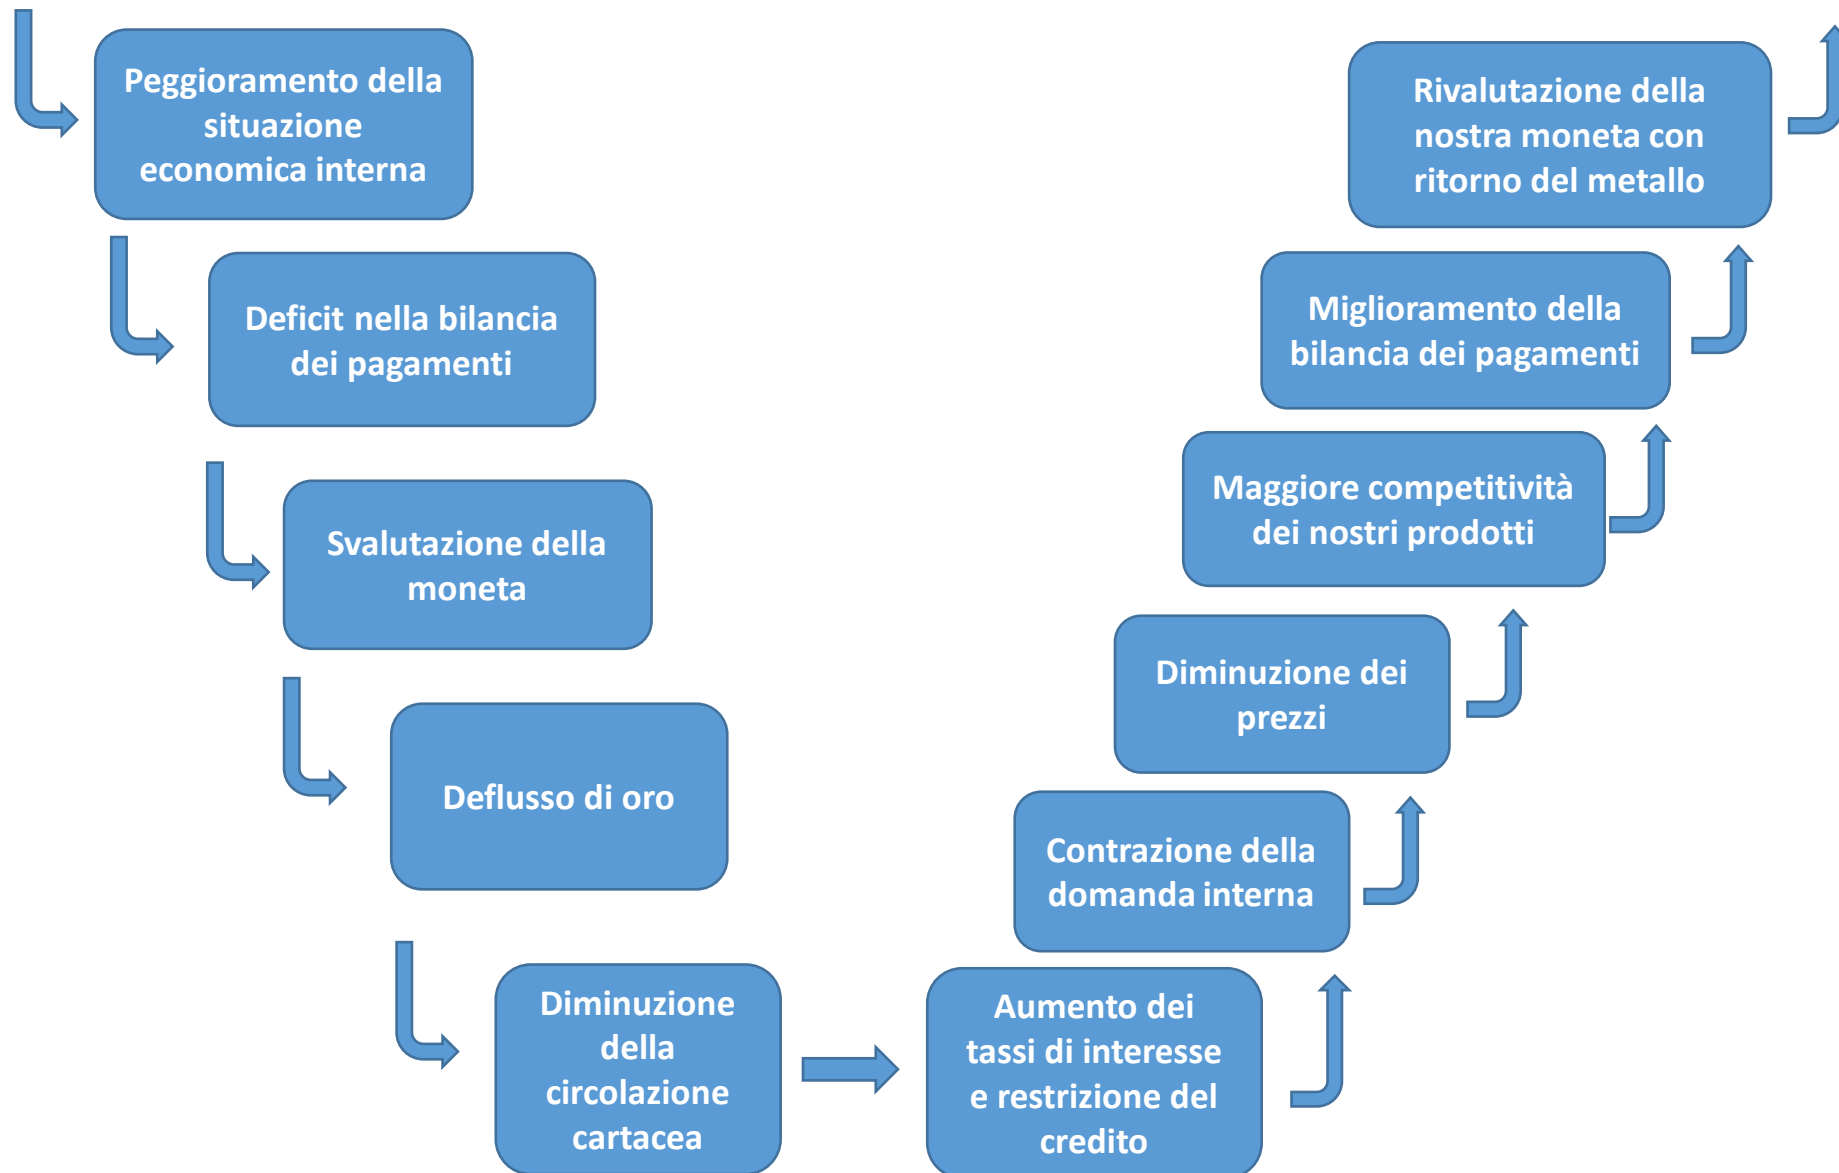 Peggioramento della
situazione
economica interna
Deficit nella bilancia
dei pagamenti
Svalutazione della
moneta
Deflusso di oro
Diminuzione
della
circolazione
cartacea
Aumento dei
tassi di interesse
e restrizione del
credito
Contrazione della
domanda interna
Diminuzione dei
prezzi
Maggiore competitività
dei nostri prodotti
Miglioramento della
bilancia dei pagamenti
Rivalutazione della
nostra moneta con
ritorno del metallo